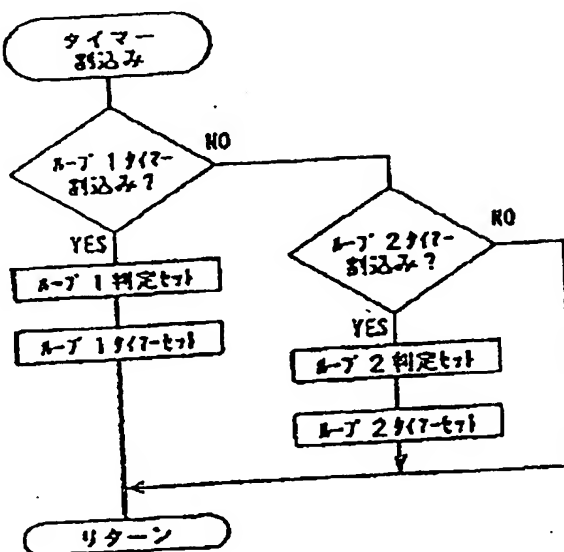 タイマー
割込み
ループ 1 タイマー
割込み?
NO
YES
ループ 1 判定セット
ループ 1 タイマーセット
ループ 2 タイマー
割込み?
NO
YES
ループ 2 判定セット
ループ 2 タイマーセット
リターン